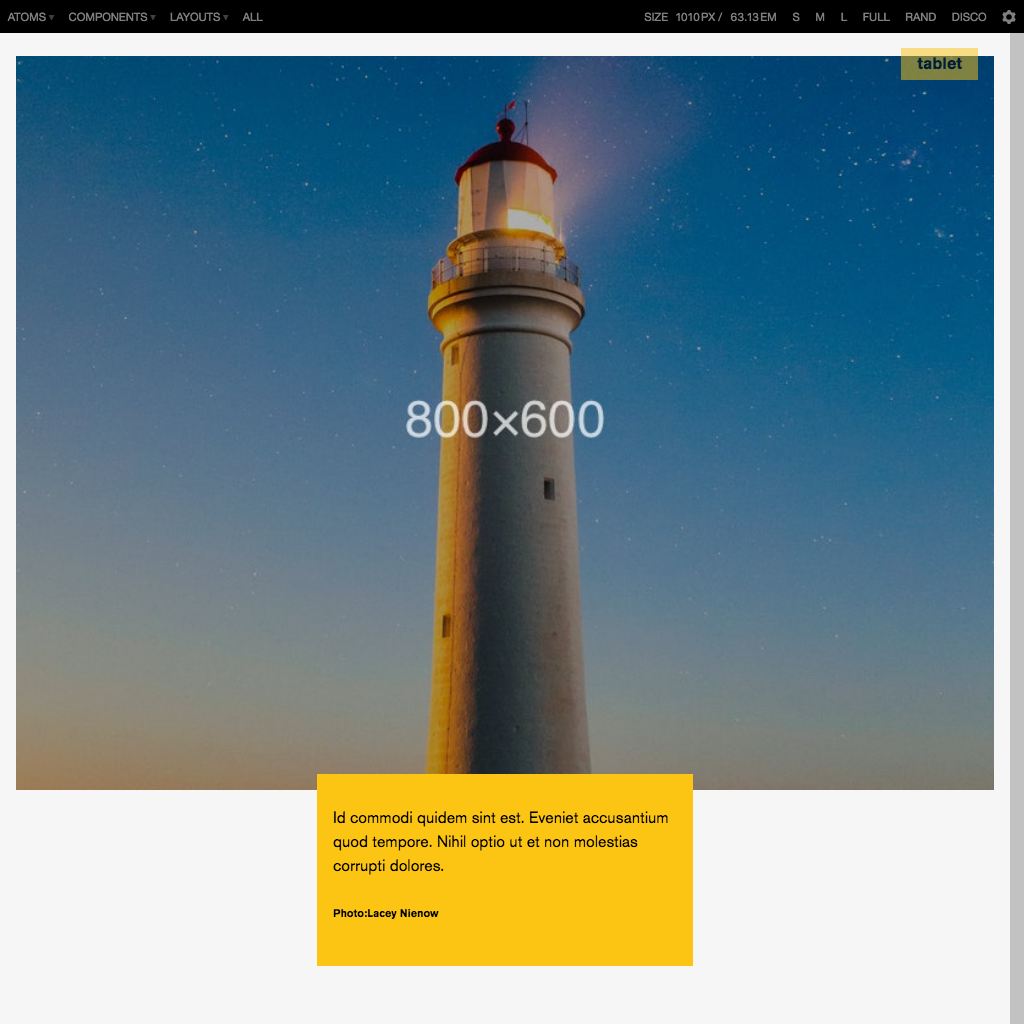 ATOMS ▾ COMPONENTS ▾ LAYOUTS ▾ ALL SIZE 1010PX / 63.13EM S M L FULL RAND DISCO
tablet
800×600
Id commodi quidem sint est. Eveniet accusantium
quod tempore. Nihil optio ut et non molestias
corrupti dolores.
Photo:Lacey Nienow